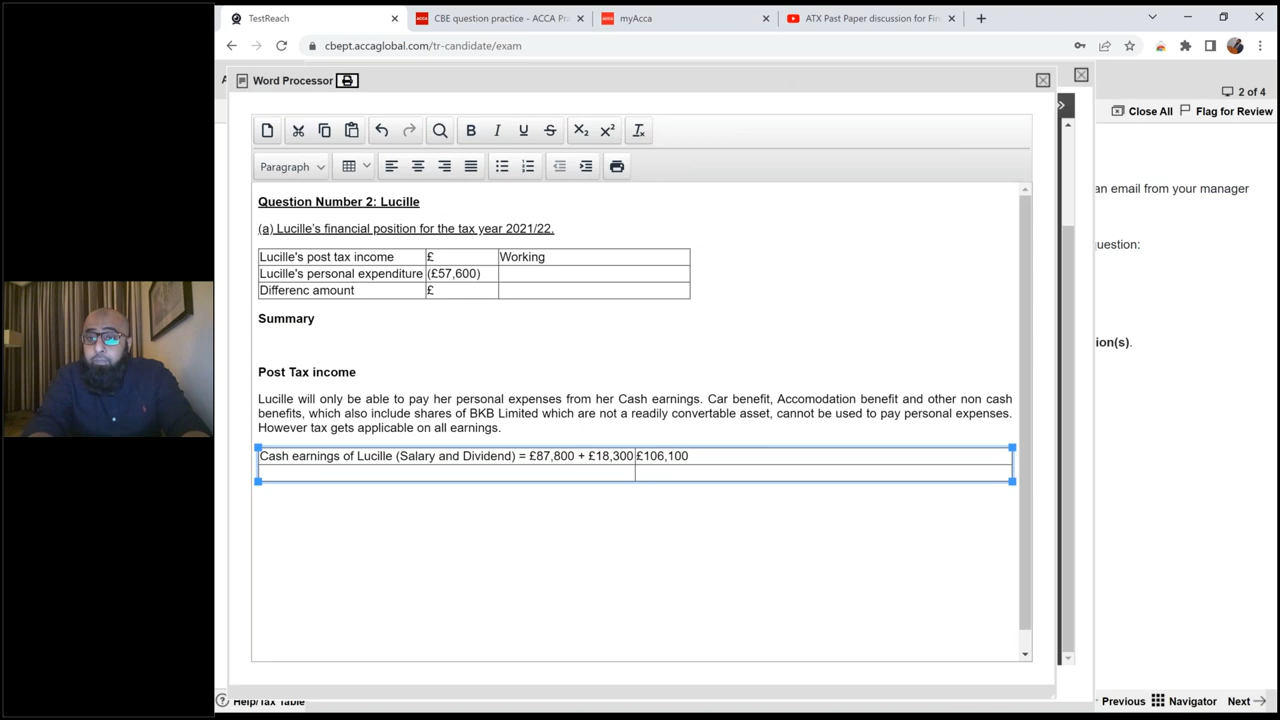 TestReach
CBE question practice - ACCA Pr
myAcca
ATX Past Paper discussion for Fin
cbept.accaglobal.com/tr-candidate/exam
Word Processor
2 of 4
Close All Flag for Review
Paragraph
an email from your manager
Question Number 2: Lucille
(a) Lucille's financial position for the tax year 2021/22.
uestion:
Lucille's post tax income £ Working
Lucille's personal expenditure (£57,600)
Differenc amount £
Summary
ion(s).
Post Tax income
Lucille will only be able to pay her personal expenses from her Cash earnings. Car benefit, Accomodation benefit and other non cash
benefits, which also include shares of BKB Limited which are not a readily convertable asset, cannot be used to pay personal expenses.
However tax gets applicable on all earnings.
Cash earnings of Lucille (Salary and Dividend) = £87,800 + £18,300 £106,100
Help/Tax Table
Previous Navigator Next